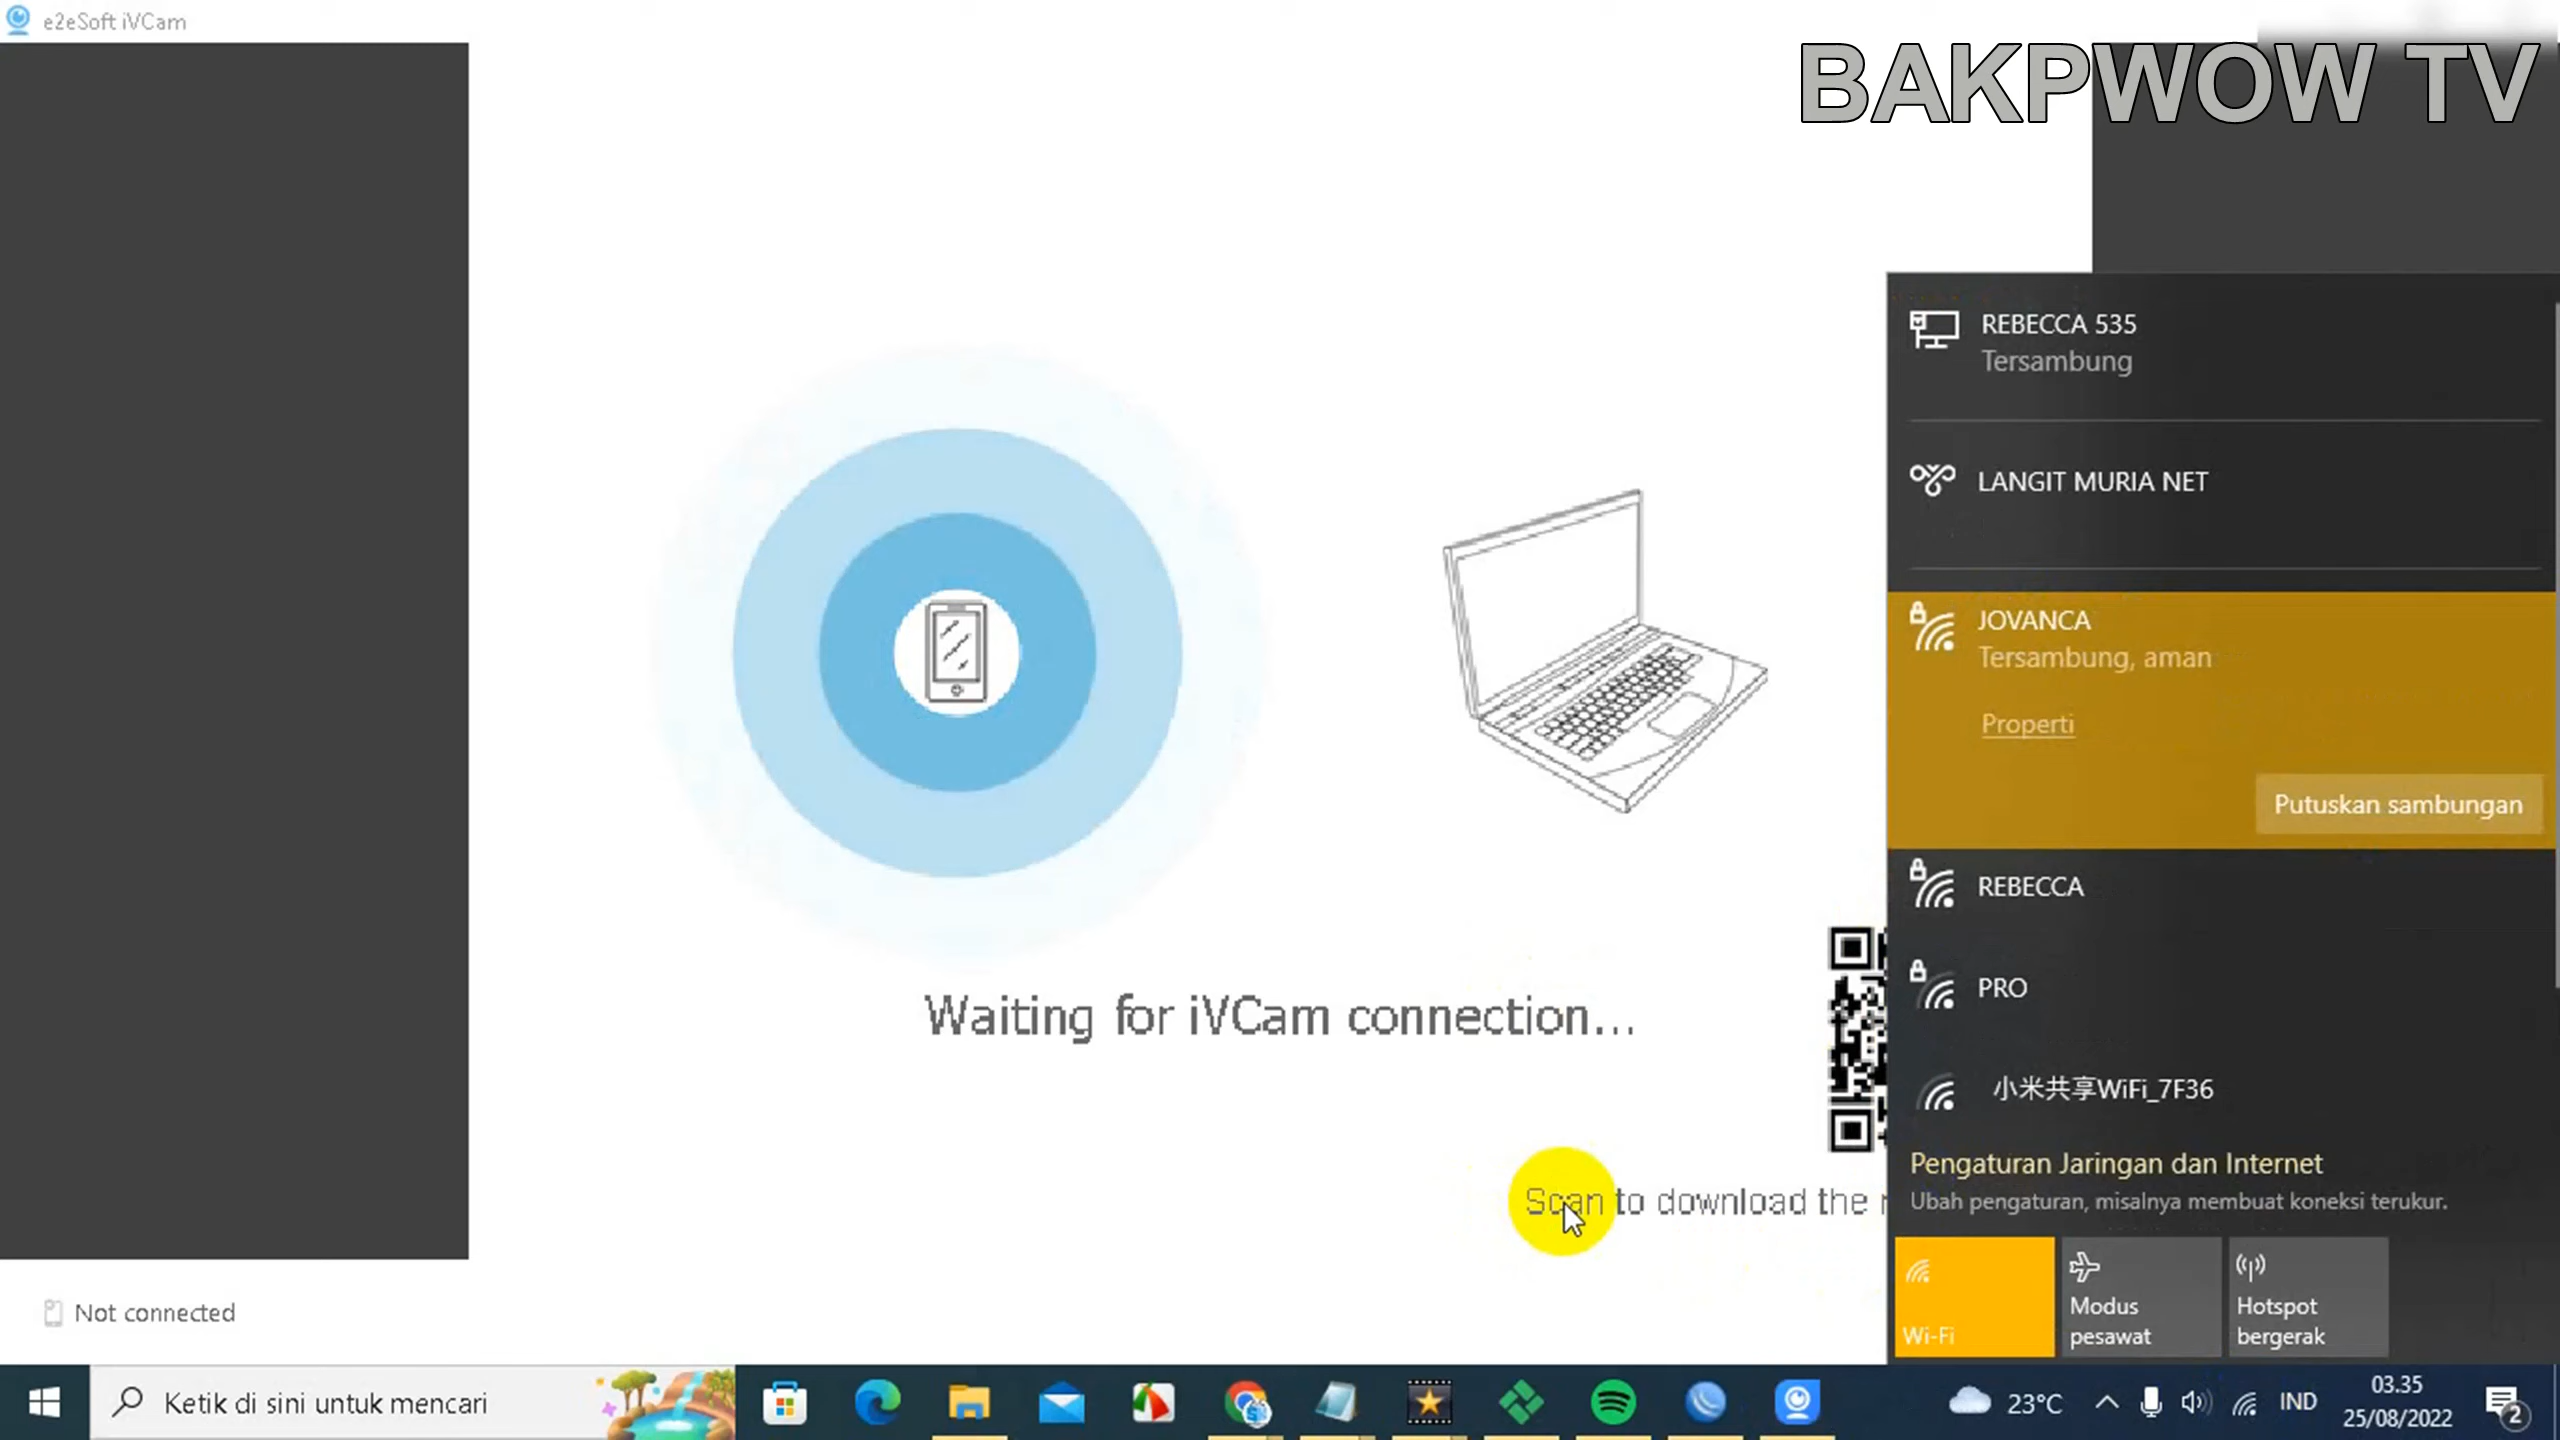 e2eSoft iVCam
BAKPWOW TV
REBECCA 535
Tersambung
LANGIT MURIA NET
JOVANCA
Tersambung, aman
Properti
Putuskan sambungan
REBECCA
PRO
小米共享WiFi_7F36
Waiting for iVCam connection...
Scan to download the
Pengaturan Jaringan dan Internet
Ubah pengaturan, misalnya membuat koneksi terukur.
Wi-Fi
Modus
pesawat
Hotspot
bergerak
Not connected
Ketik di sini untuk mencari
23°C
IND
03.35
25/08/2022
2